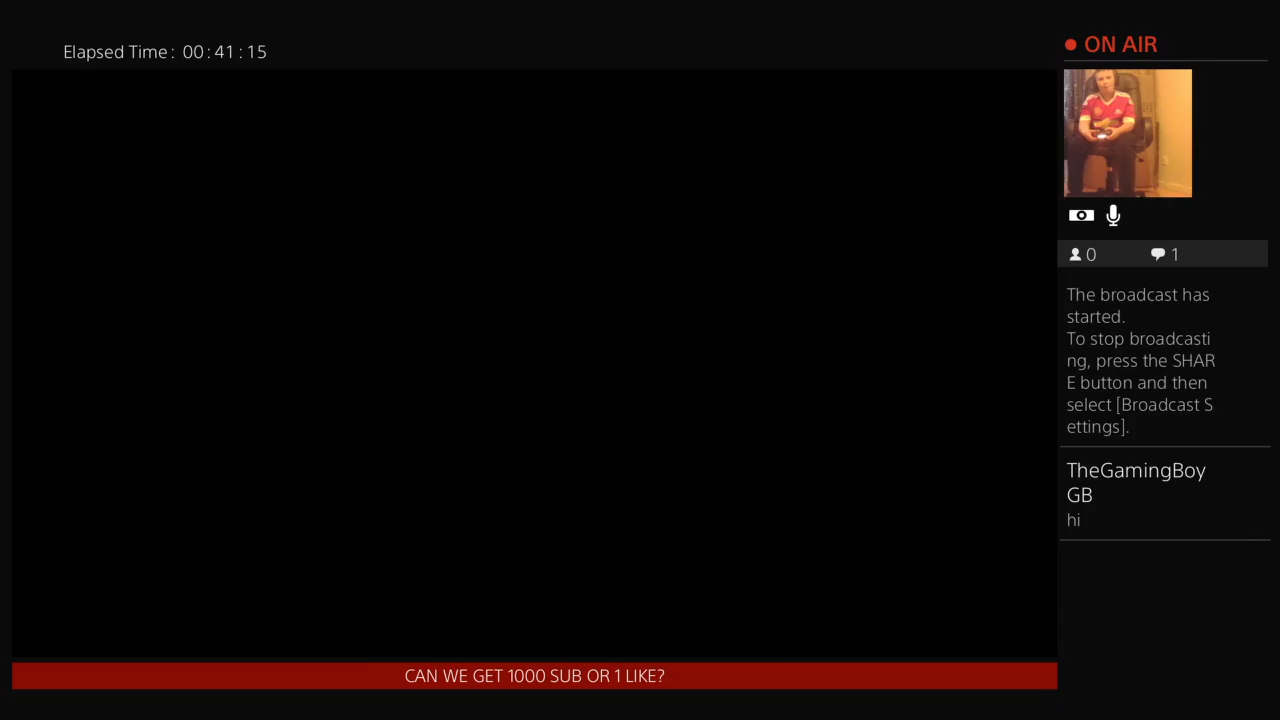 Elapsed Time: 00:41:15
ON AIR
0 1
The broadcast has
started.
To stop broadcasti
ng, press the SHAR
E button and then
select [Broadcast S
ettings].
TheGamingBoy
GB
hi
CAN WE GET 1000 SUB OR 1 LIKE?